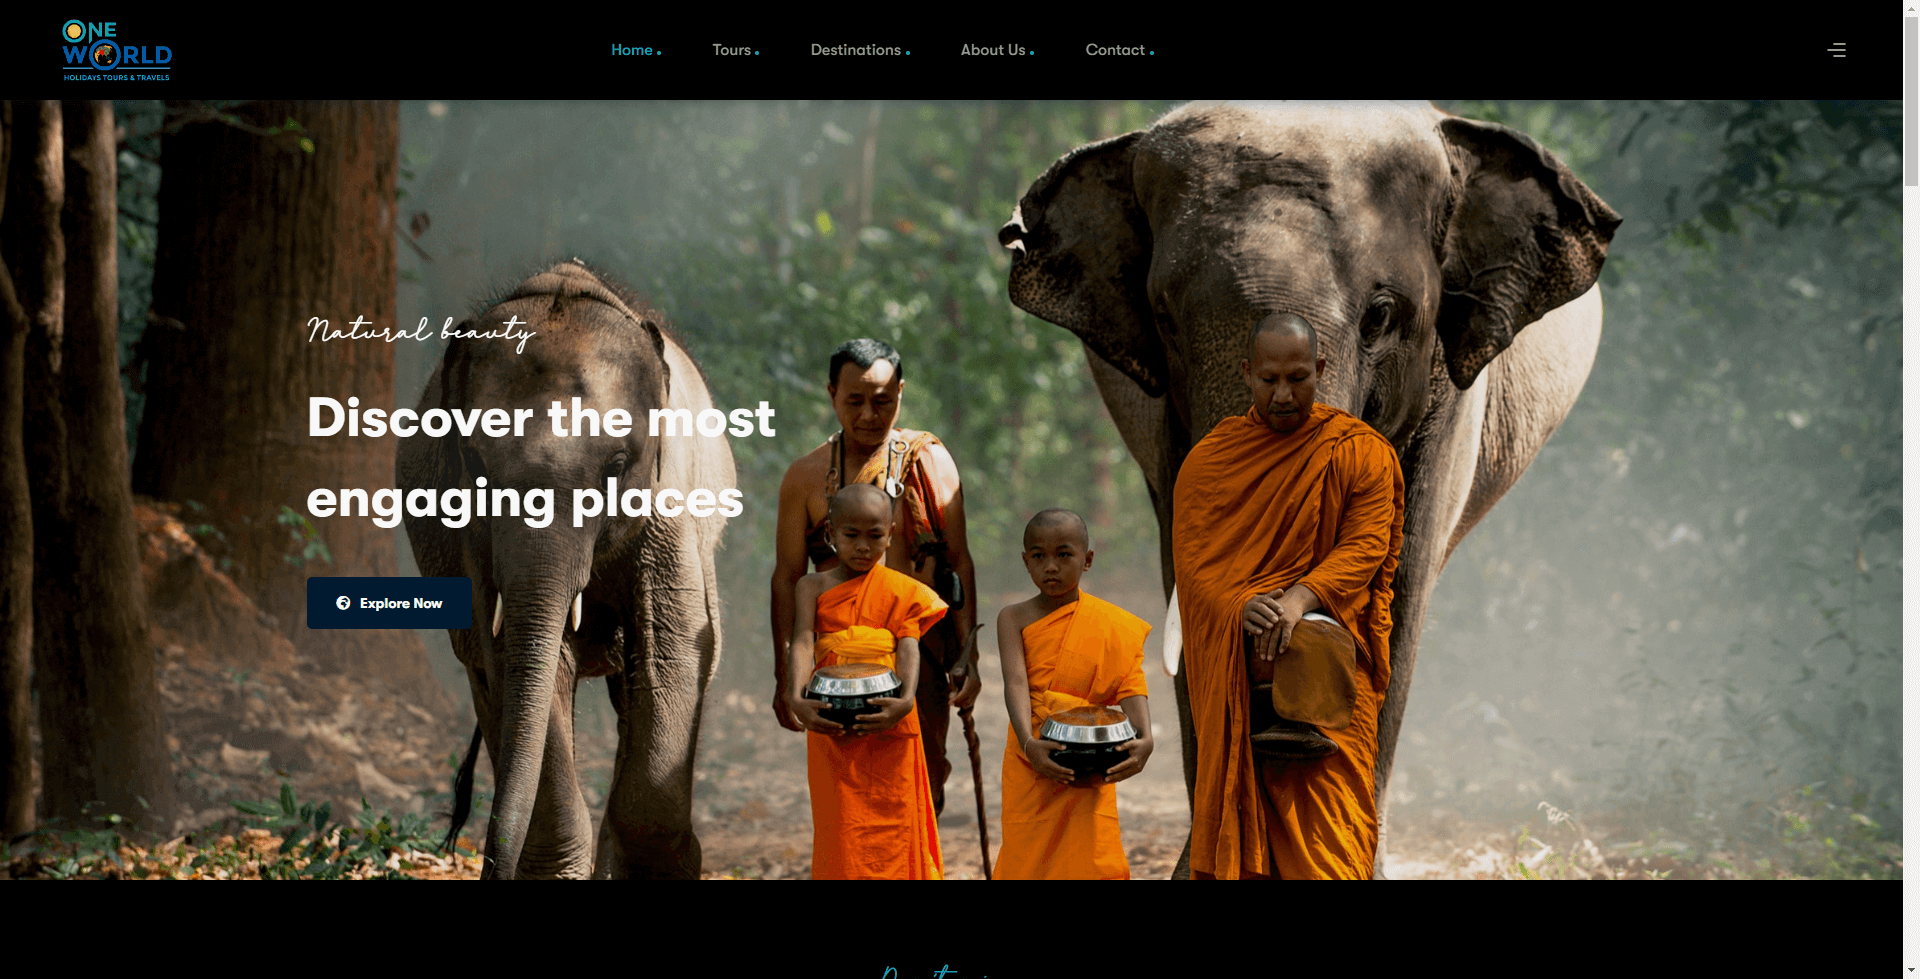 ONE
WORLD
HOLIDAYS TOURS & TRAVELS
Home
Tours
Destinations
About Us
Contact
Natural beauty
Discover the most
engaging places
Explore Now